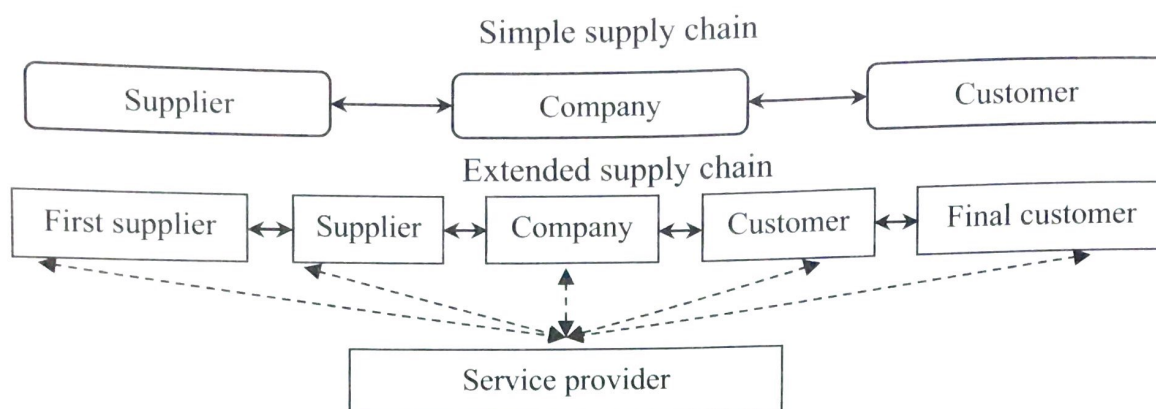 Simple supply chain
Supplier Company Customer
Extended supply chain
First supplier Supplier Company Customer Final customer
Service provider